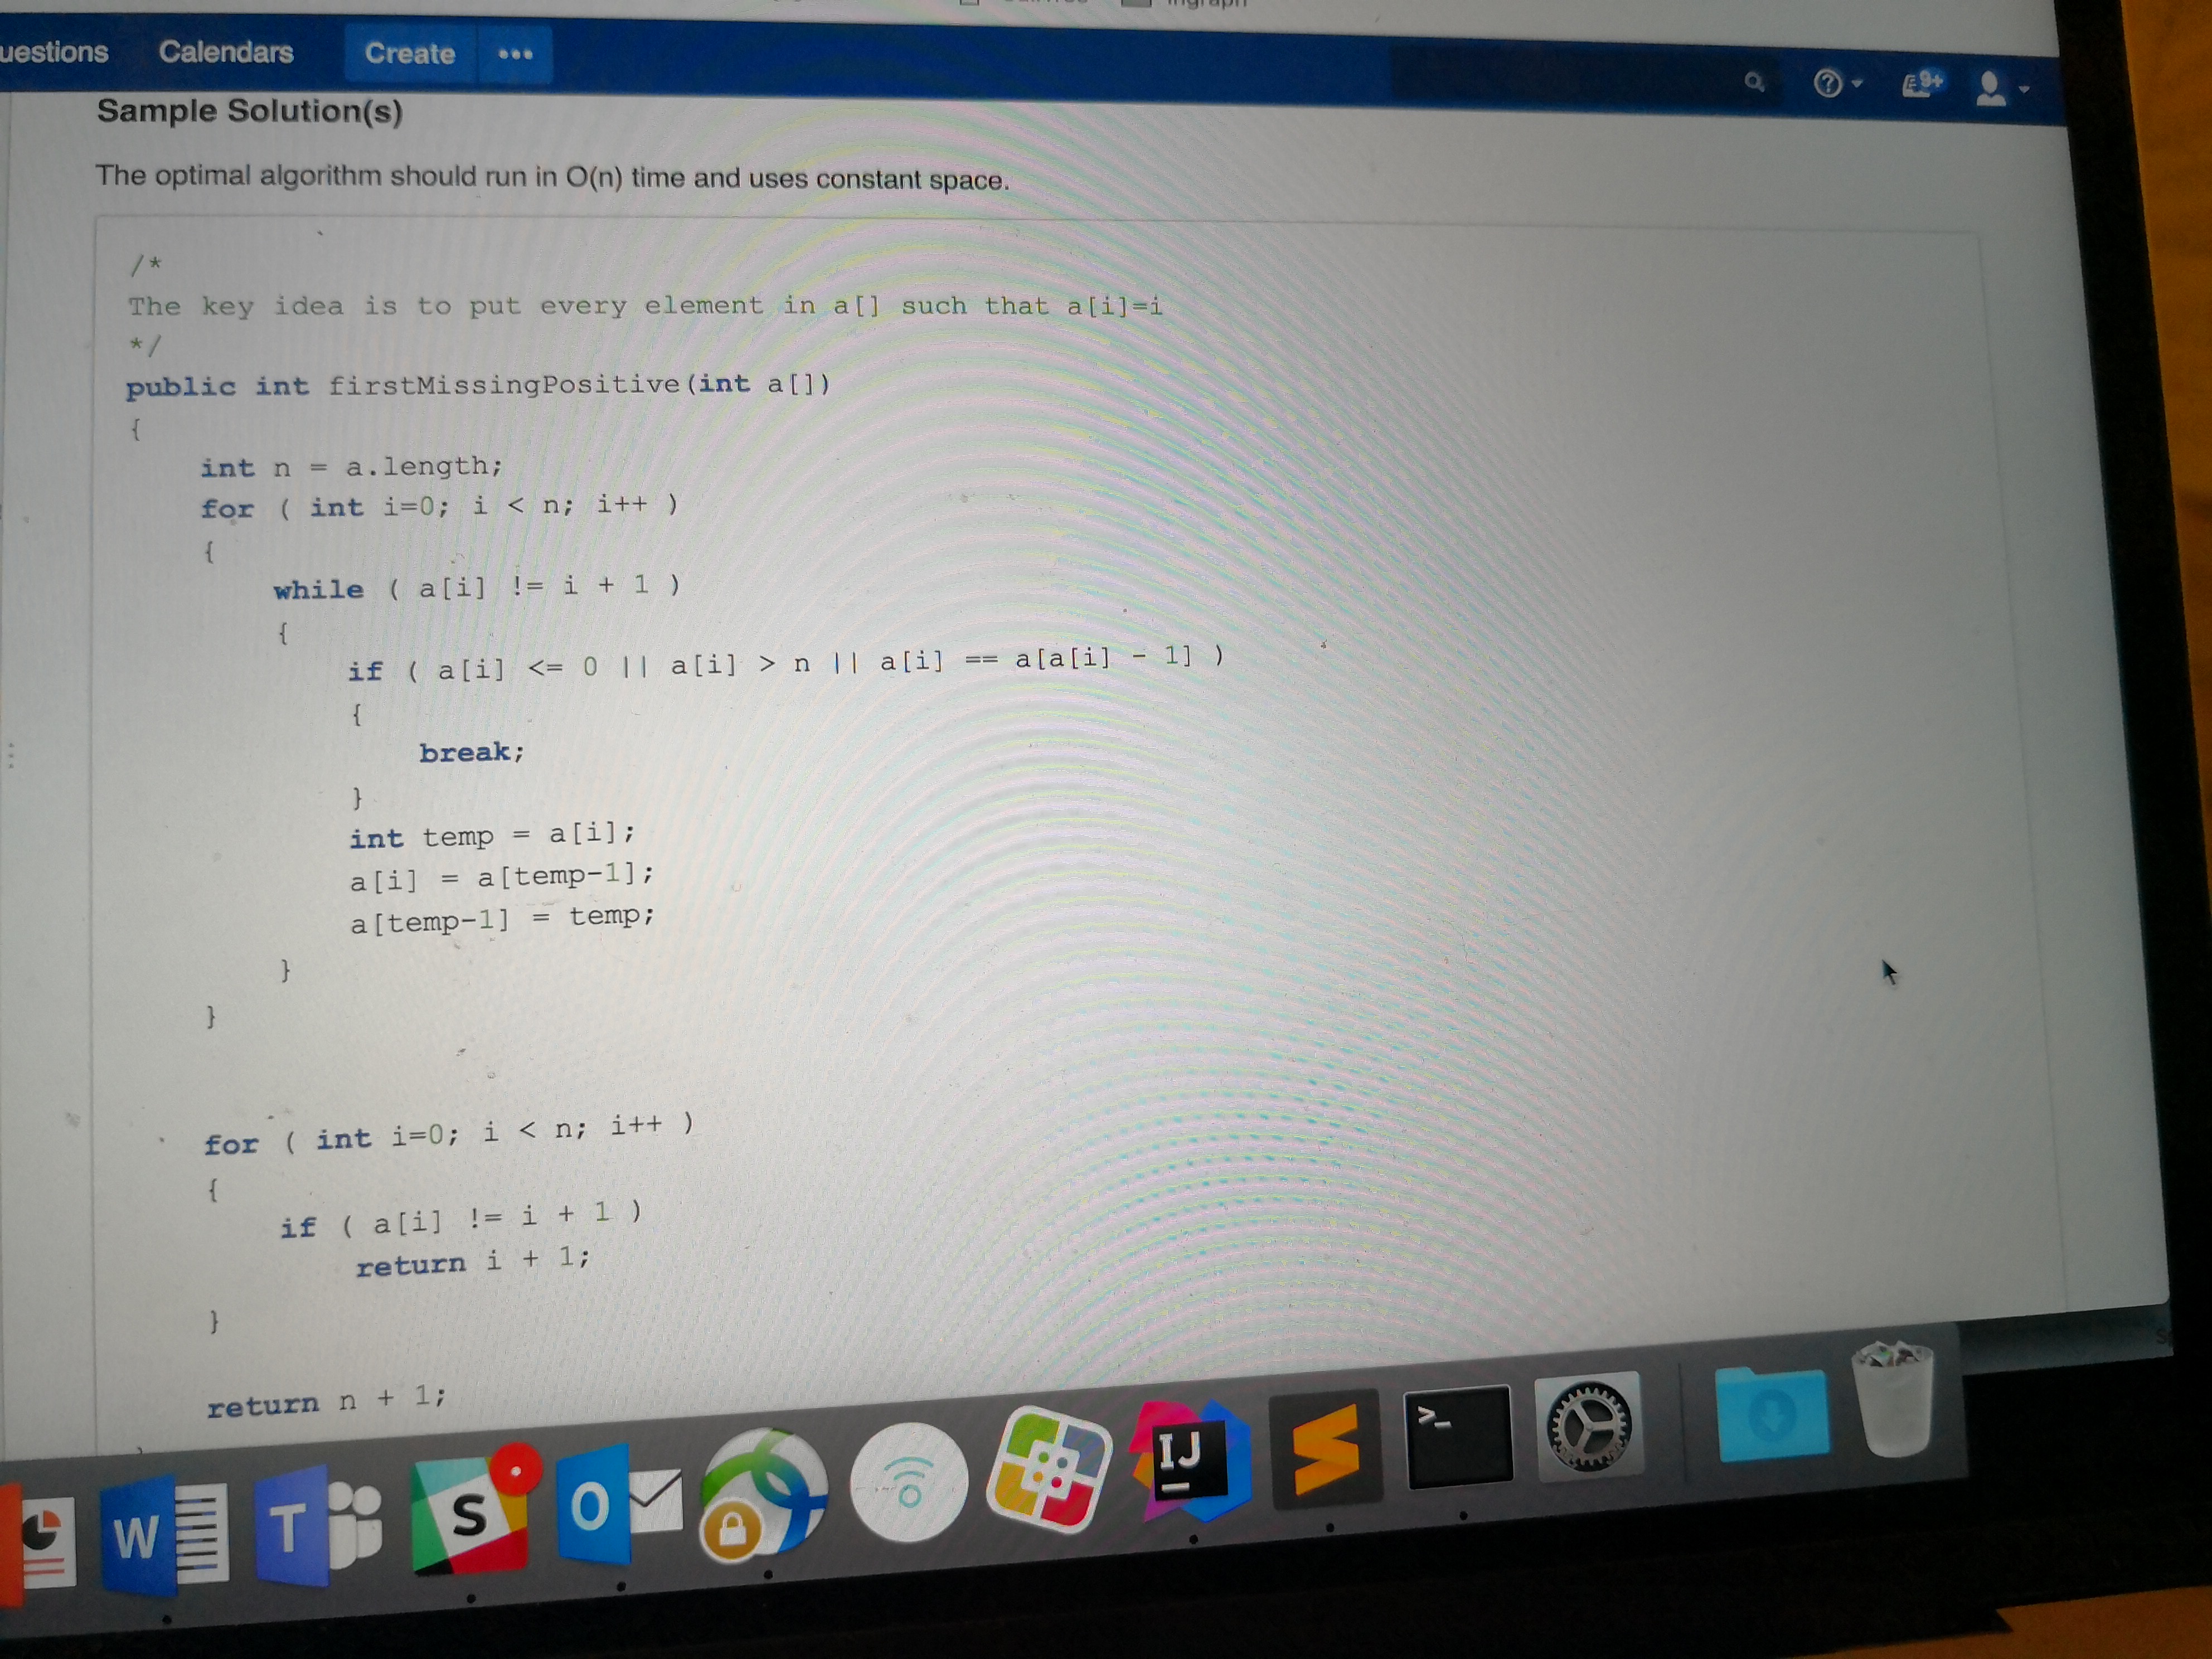 uestions Calendars Create •••
9+
Sample Solution(s)
The optimal algorithm should run in O(n) time and uses constant space.
/*
The key idea is to put every element in a[] such that a[i]=i
*/
public int firstMissingPositive(int a[])
{
int n = a.length;
for ( int i=0; i < n; i++ )
{
while ( a[i] != i + 1 )
{
if ( a[i] <= 0 || a[i] > n || a[i] == a[a[i] - 1] )
{
break;
}
int temp = a[i];
a[i] = a[temp-1];
a[temp-1] = temp;
}
}
for ( int i=0; i < n; i++ )
{
if ( a[i] != i + 1 )
return i + 1;
}
return n + 1;
W T S O IJ >_